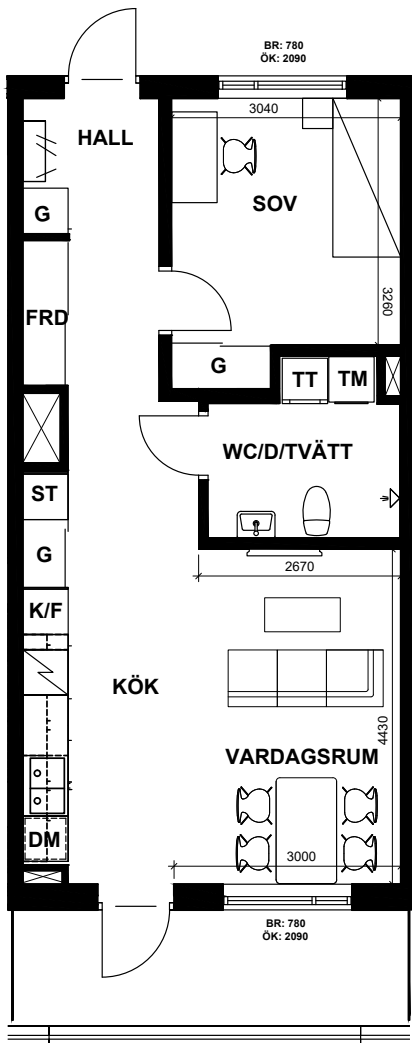 BR: 780
ÖK: 2090
3040
HALL
SOV
G
3260
FRD
G
TT
TM
WC/D/TVÄTT
ST
G
2670
K/F
KÖK
4430
VARDAGSRUM
DM
3000
BR: 780
ÖK: 2090